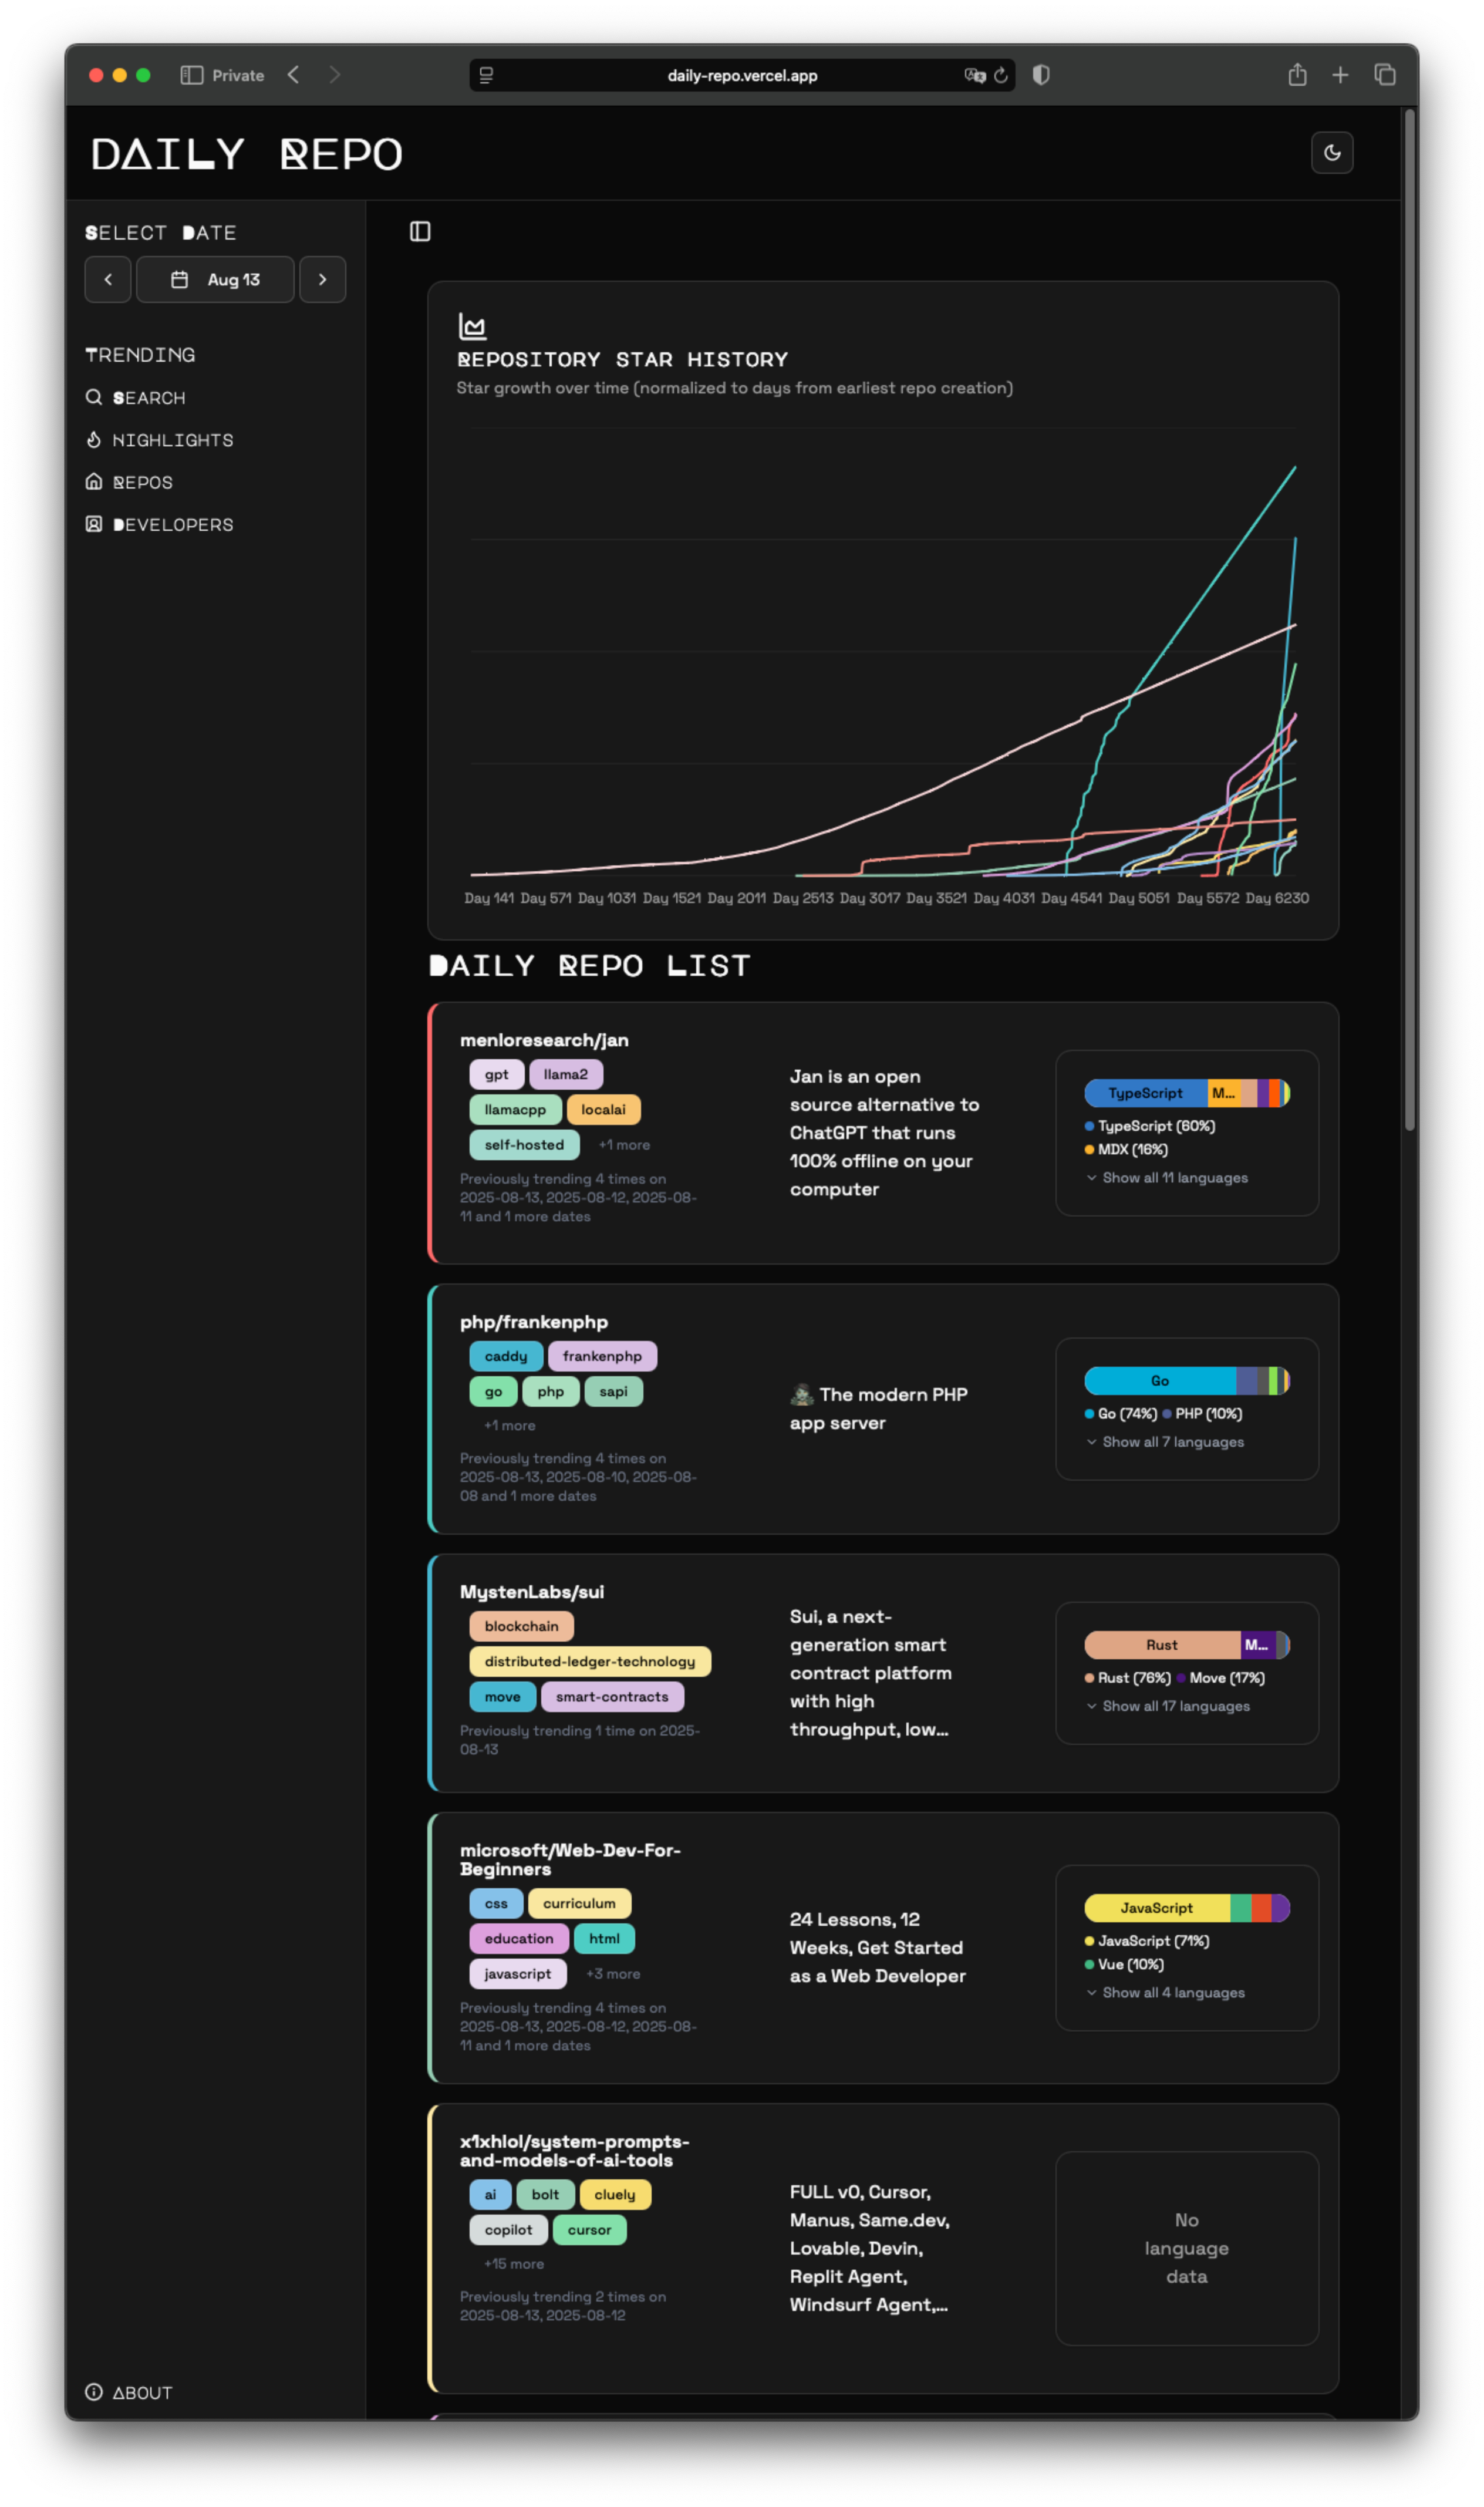 Private
daily-repo.vercel.app
DAILY REPO
SELECT DATE
Aug 13
TRENDING
SEARCH
HIGHLIGHTS
REPOS
DEVELOPERS
REPOSITORY STAR HISTORY
Star growth over time (normalized to days from earliest repo creation)
Day 141 Day 571 Day 1031 Day 1521 Day 2011 Day 2513 Day 3017 Day 3521 Day 4031 Day 4541 Day 5051 Day 5572 Day 6230
DAILY REPO LIST
menloresearch/jan
gpt llama2
llamacpp localai
self-hosted +1 more
Previously trending 4 times on
2025-08-13, 2025-08-12, 2025-08-
11 and 1 more dates
Jan is an open
source alternative to
ChatGPT that runs
100% offline on your
computer
TypeScript M...
TypeScript (60%)
MDX (16%)
Show all 11 languages
php/frankenphp
caddy frankenphp
go php sapi
+1 more
Previously trending 4 times on
2025-08-13, 2025-08-10, 2025-08-
08 and 1 more dates
🧟 The modern PHP
app server
Go
Go (74%) PHP (10%)
Show all 7 languages
MystenLabs/sui
blockchain
distributed-ledger-technology
move smart-contracts
Previously trending 1 time on 2025-
08-13
Sui, a next-
generation smart
contract platform
with high
throughput, low...
Rust M...
Rust (76%) Move (17%)
Show all 17 languages
microsoft/Web-Dev-For-
Beginners
css curriculum
education html
javascript +3 more
Previously trending 4 times on
2025-08-13, 2025-08-12, 2025-08-
11 and 1 more dates
24 Lessons, 12
Weeks, Get Started
as a Web Developer
JavaScript
JavaScript (71%)
Vue (10%)
Show all 4 languages
x1xhlol/system-prompts-
and-models-of-ai-tools
ai bolt cluely
copilot cursor
+15 more
Previously trending 2 times on
2025-08-13, 2025-08-12
FULL v0, Cursor,
Manus, Same.dev,
Lovable, Devin,
Replit Agent,
Windsurf Agent,...
No
language
data
ABOUT